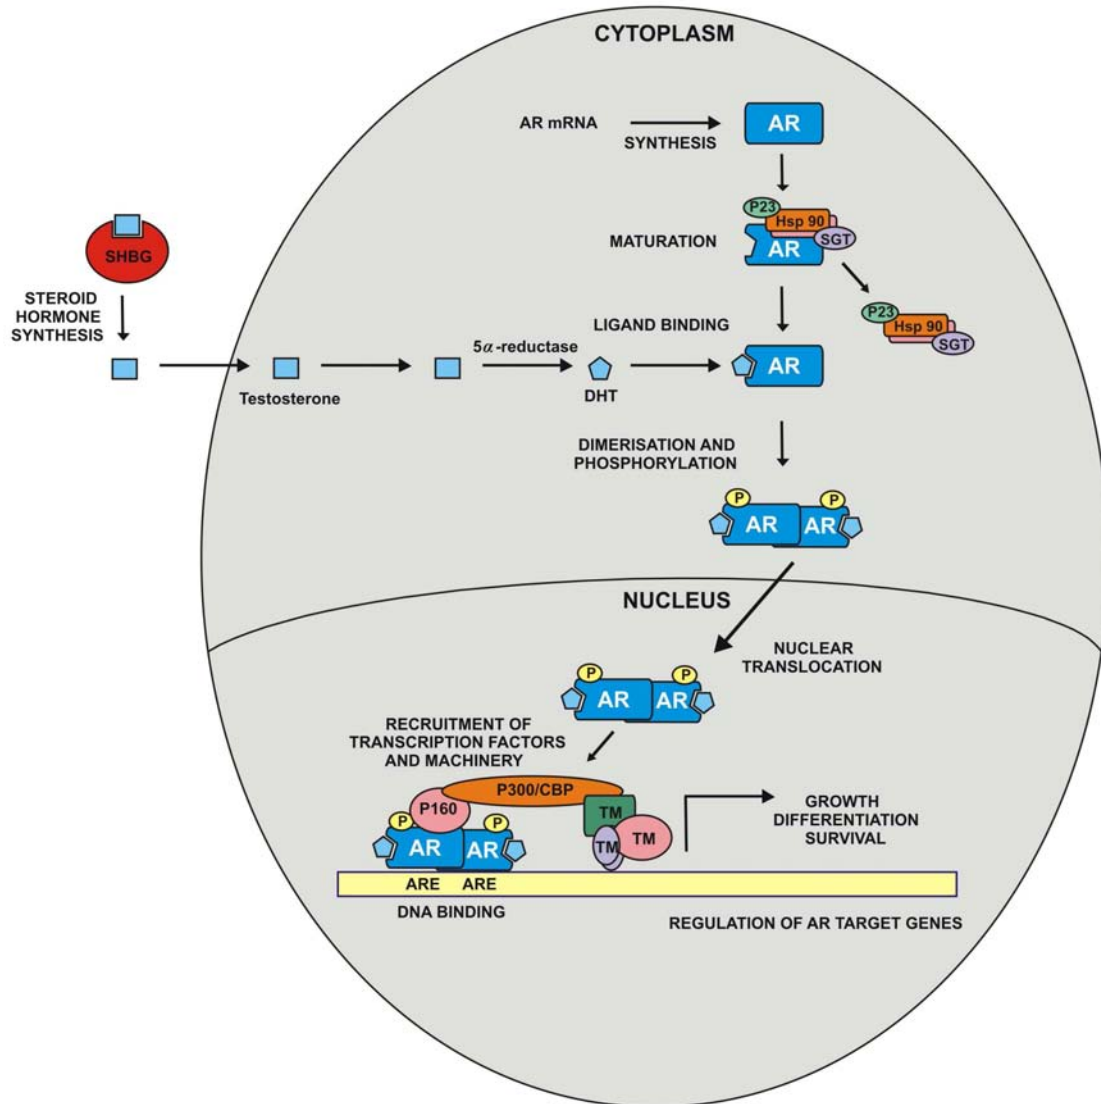 CYTOPLASM
AR mRNA
SYNTHESIS
AR
P23
Hsp 90
SGT
AR
MATURATION
P23
Hsp 90
SGT
SHBG
STEROID
HORMONE
SYNTHESIS
LIGAND BINDING
Testosterone
5α-reductase
DHT
AR
DIMERISATION AND
PHOSPHORYLATION
P
P
AR
AR
NUCLEUS
NUCLEAR
TRANSLOCATION
P
P
AR
AR
RECRUITMENT OF
TRANSCRIPTION FACTORS
AND MACHINERY
P300/CBP
P160
P
P
AR
AR
TM
TM
TM
GROWTH
DIFFERENTIATION
SURVIVAL
ARE ARE
DNA BINDING
REGULATION OF AR TARGET GENES